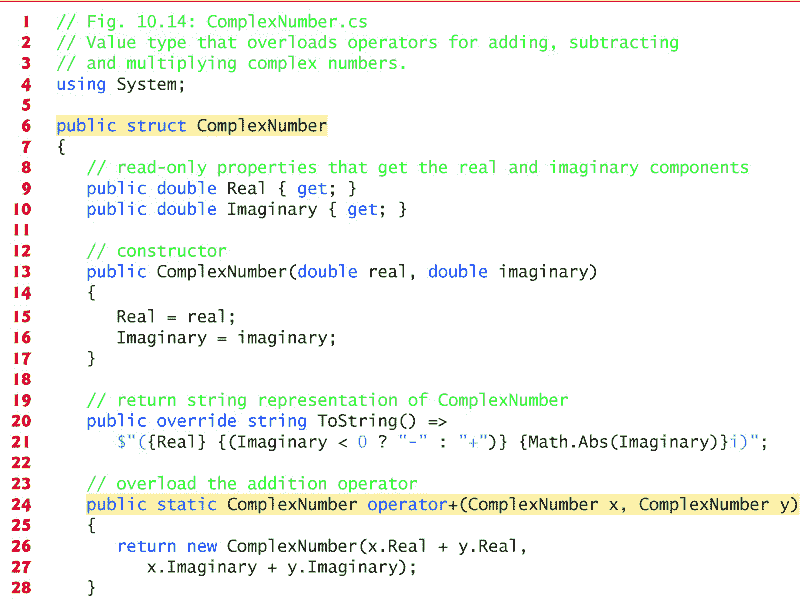 1 // Fig. 10.14: ComplexNumber.cs
2 // Value type that overloads operators for adding, subtracting
3 // and multiplying complex numbers.
4 using System;
5
6 public struct ComplexNumber
7 {
8    // read-only properties that get the real and imaginary components
9    public double Real { get; }
10    public double Imaginary { get; }
11
12    // constructor
13    public ComplexNumber(double real, double imaginary)
14    {
15       Real = real;
16       Imaginary = imaginary;
17    }
18
19    // return string representation of ComplexNumber
20    public override string ToString() =>
21       $"({Real} {(Imaginary < 0 ? "-" : "+")} {Math.Abs(Imaginary)}i)";
22
23    // overload the addition operator
24    public static ComplexNumber operator+(ComplexNumber x, ComplexNumber y)
25    {
26       return new ComplexNumber(x.Real + y.Real,
27          x.Imaginary + y.Imaginary);
28    }